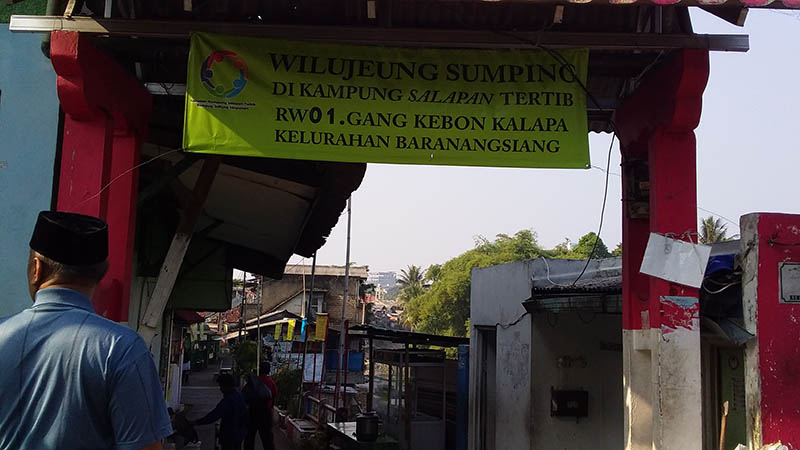 WILUJEUNG SUMPING
DI KAMPUNG SALAPAN TERTIB
RW01.GANG KEBON KALAPA
KELURAHAN BARANANGSIANG